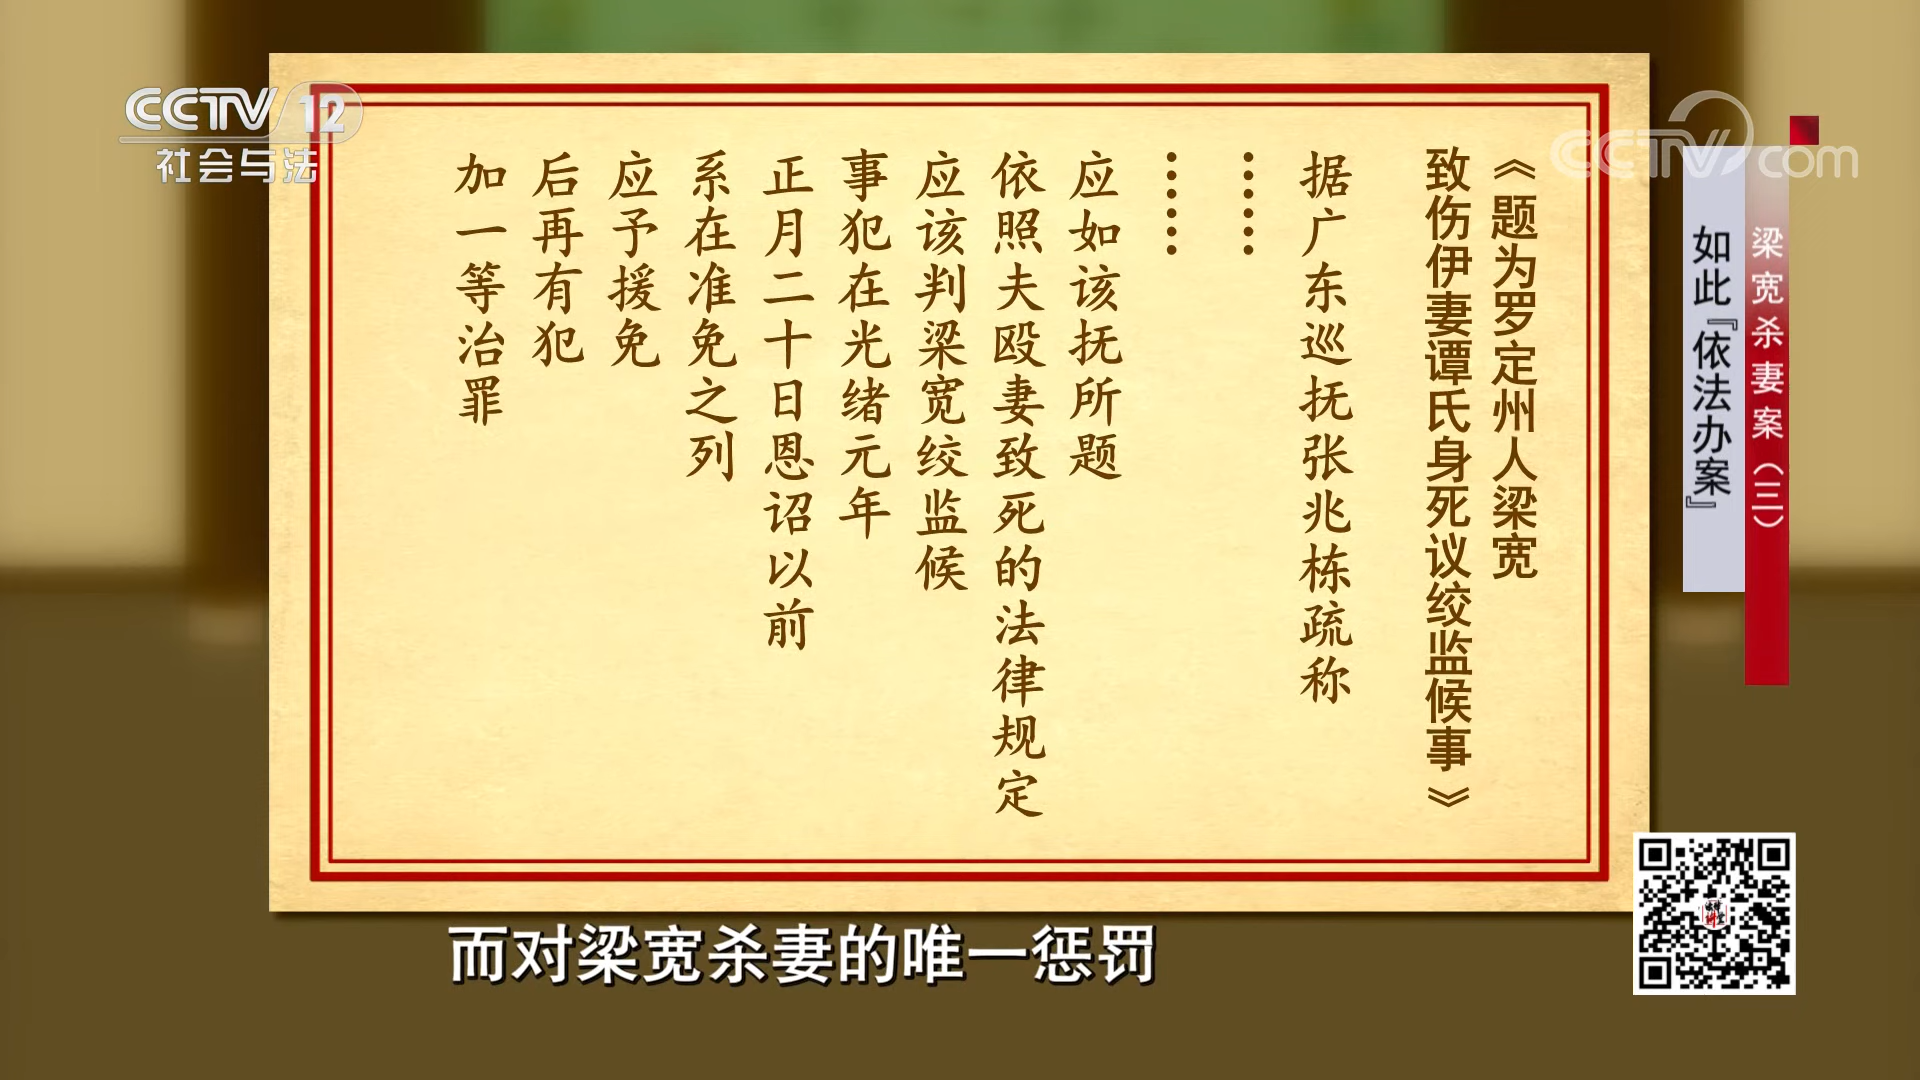 CCTV 12
社会与法
CCTV com
梁宽杀妻案（三）
如此『依法办案』
《题为罗定州人梁宽
致伤伊妻谭氏身死议绞监候事》
据广东巡抚张兆栋疏称
……
……
应如该抚所题
依照夫殴妻致死的法律规定
应该判梁宽绞监候
事犯在光绪元年
正月二十日恩诏以前
系在准免之列
应予援免
后再有犯
加一等治罪
而对梁宽杀妻的唯一惩罚